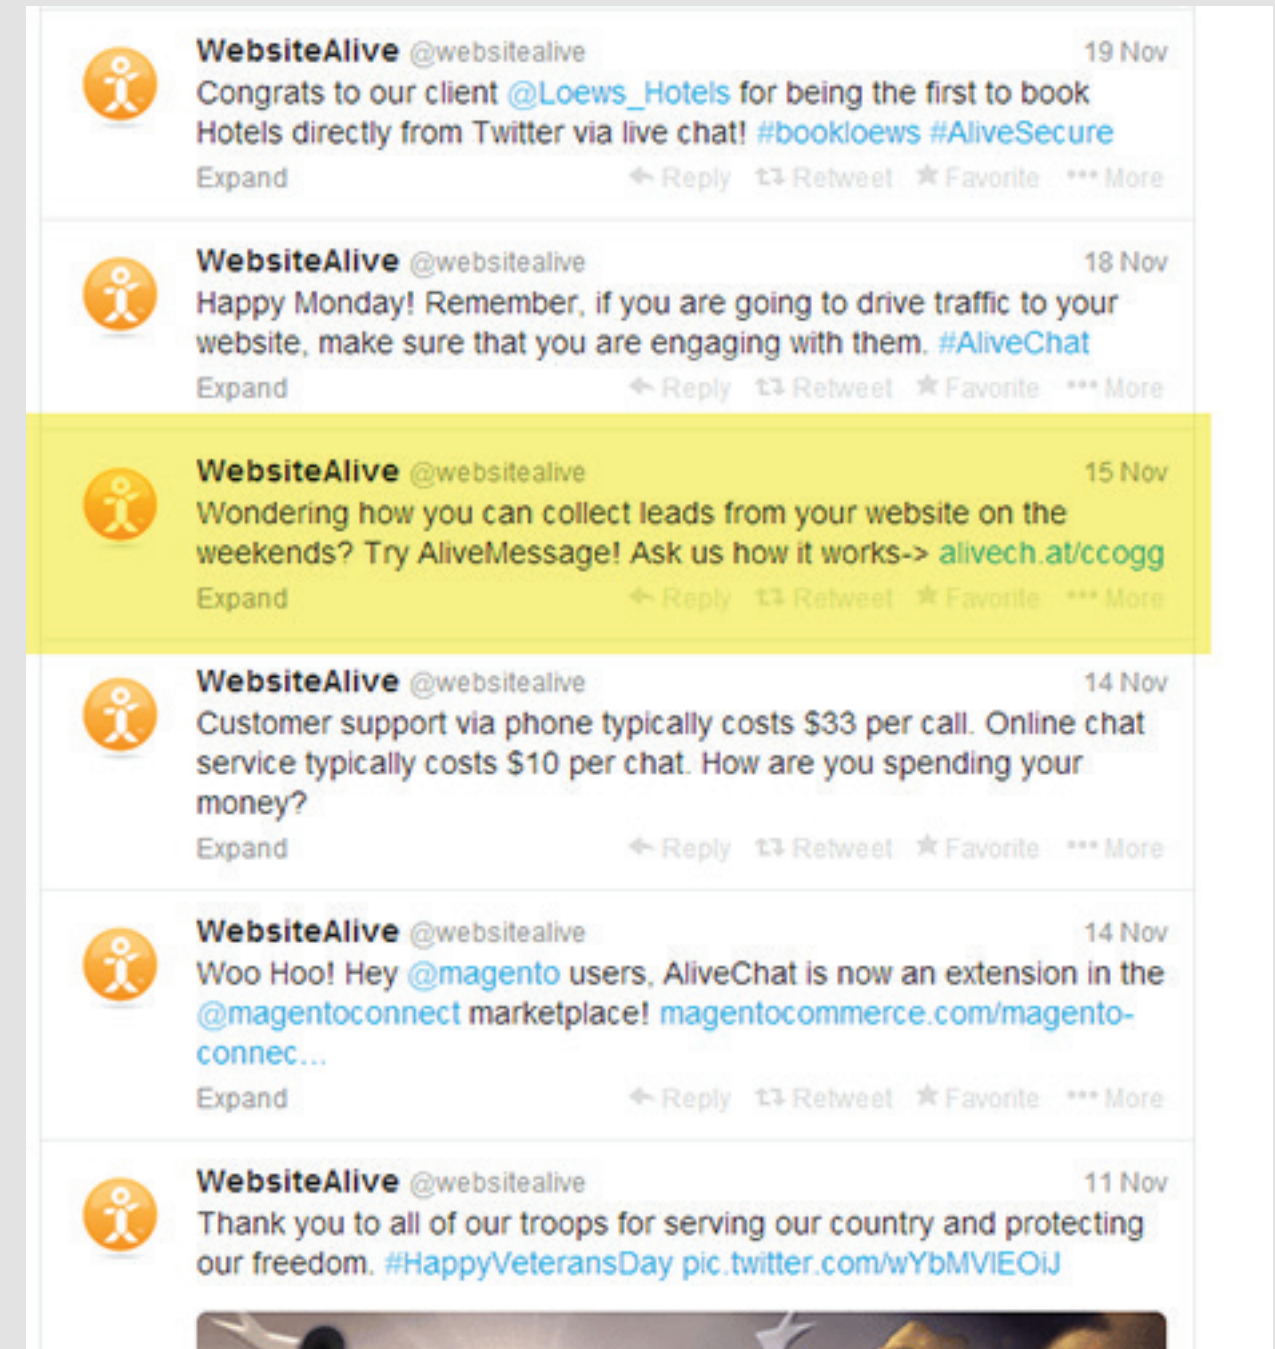 WebsiteAlive @websitealive 19 Nov
Congrats to our client @Loews_Hotels for being the first to book
Hotels directly from Twitter via live chat! #bookloews #AliveSecure
Expand Reply Retweet Favorite More
WebsiteAlive @websitealive 18 Nov
Happy Monday! Remember, if you are going to drive traffic to your
website, make sure that you are engaging with them. #AliveChat
Expand Reply Retweet Favorite More
WebsiteAlive @websitealive 15 Nov
Wondering how you can collect leads from your website on the
weekends? Try AliveMessage! Ask us how it works-> alivech.at/ccogg
Expand Reply Retweet Favorite More
WebsiteAlive @websitealive 14 Nov
Customer support via phone typically costs $33 per call. Online chat
service typically costs $10 per chat. How are you spending your
money?
Expand Reply Retweet Favorite More
WebsiteAlive @websitealive 14 Nov
Woo Hoo! Hey @magento users, AliveChat is now an extension in the
@magentoconnect marketplace! magentocommerce.com/magento-
connec...
Expand Reply Retweet Favorite More
WebsiteAlive @websitealive 11 Nov
Thank you to all of our troops for serving our country and protecting
our freedom. #HappyVeteransDay pic.twitter.com/wYbMVlEOiJ